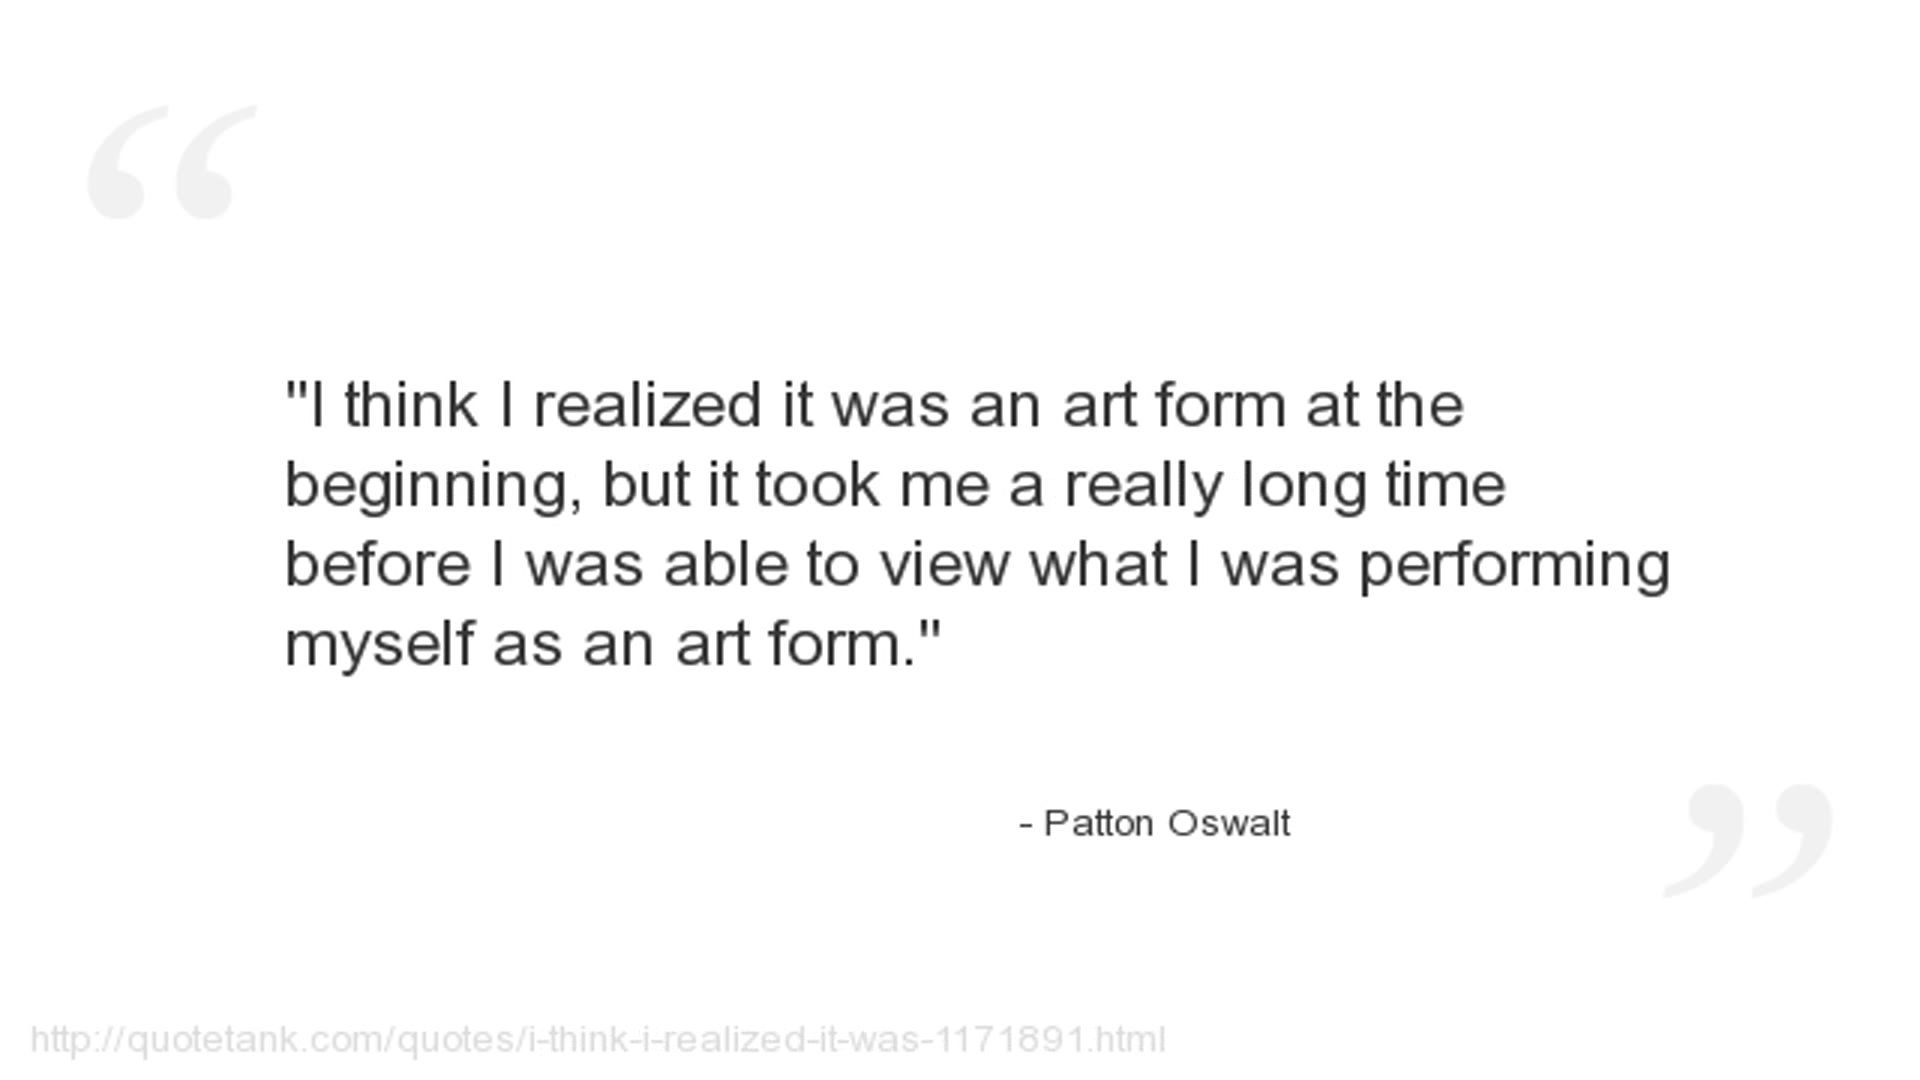 "I think I realized it was an art form at the
beginning, but it took me a really long time
before I was able to view what I was performing
myself as an art form."
- Patton Oswalt
http://quotetank.com/quotes/i-think-i-realized-it-was-1171891.html